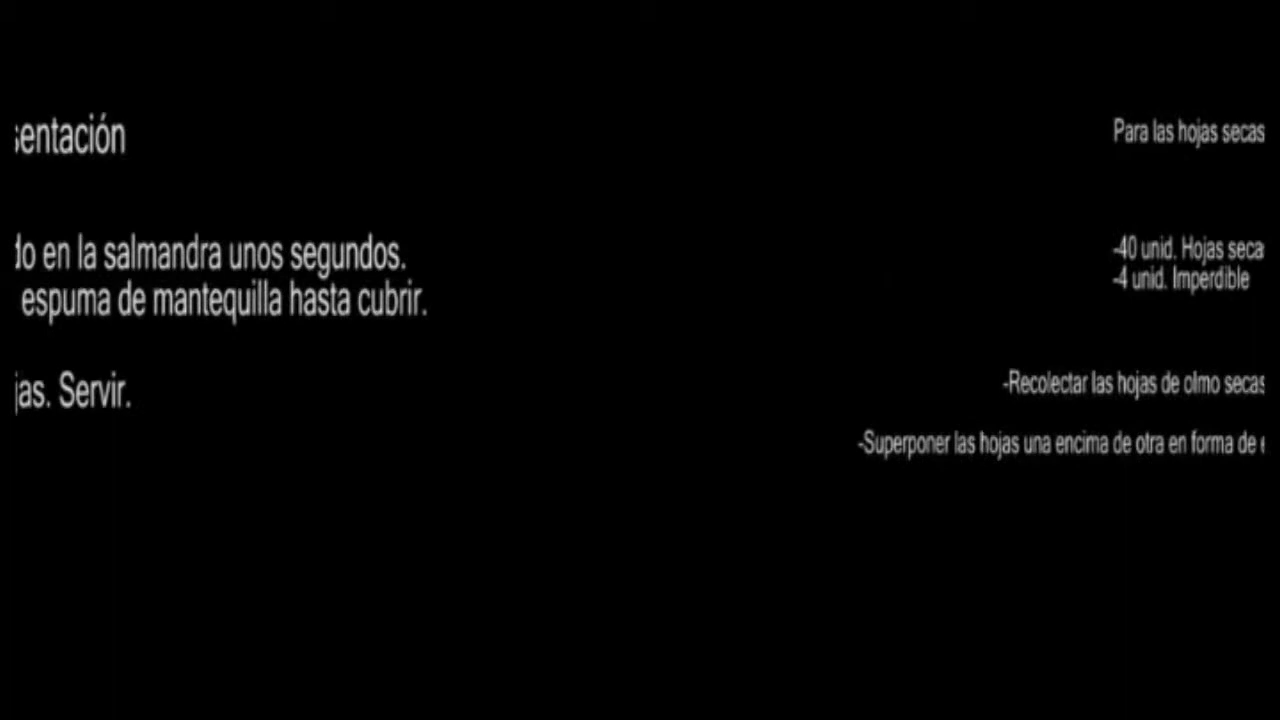 sentación
do en la salmandra unos segundos.
espuma de mantequilla hasta cubrir.
jas. Servir.
Para las hojas secas
-40 unid. Hojas seca
-4 unid. Imperdible
-Recolectar las hojas de olmo secas
-Superponer las hojas una encima de otra en forma de